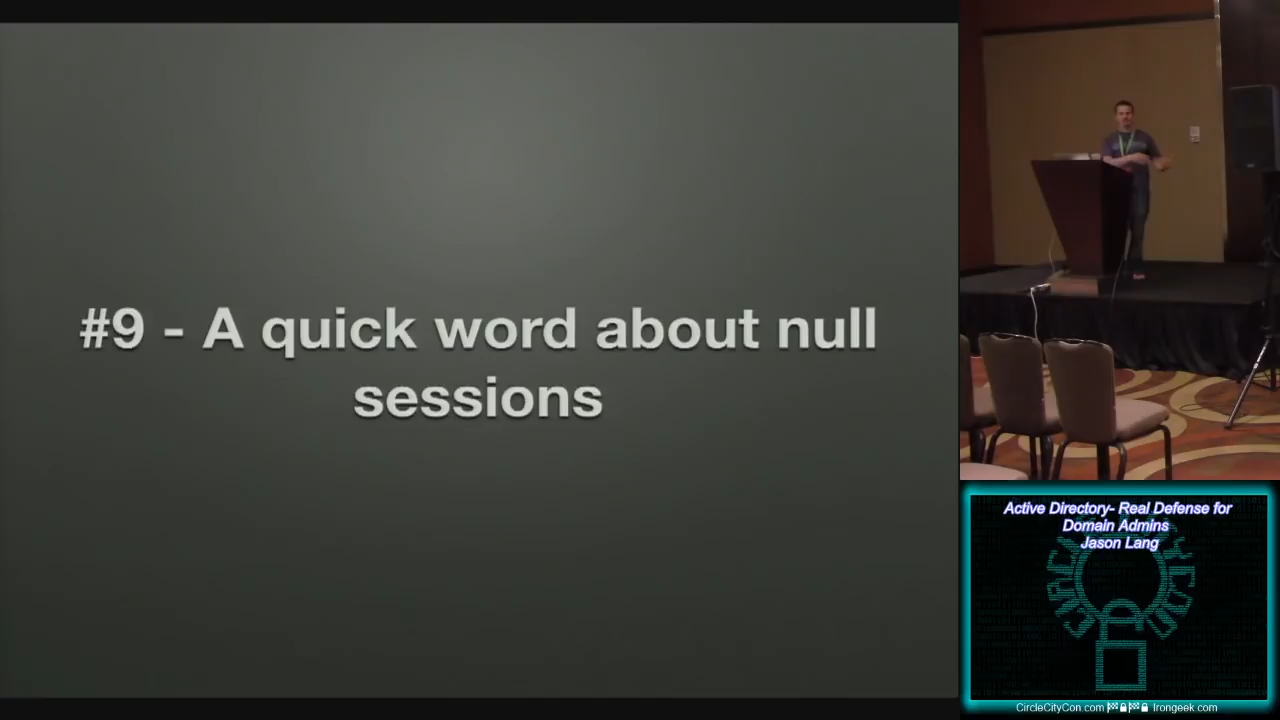 #9 - A quick word about null
sessions
Active Directory- Real Defense for
Domain Admins
Jason Lang
CircleCityCon.com Irongeek.com